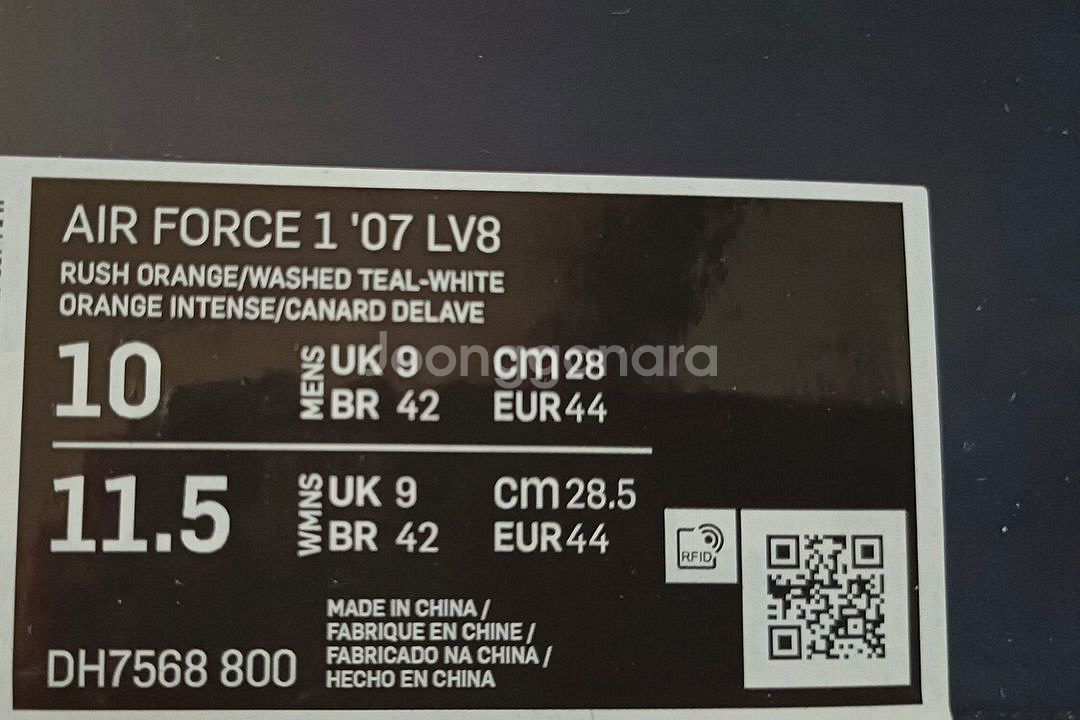 AIR FORCE 1 '07 LV8
RUSH ORANGE/WASHED TEAL-WHITE
ORANGE INTENSE/CANARD DELAVE
10 MENS UK 9 cm 28
BR 42 EUR 44
11.5 WMNS UK 9 cm 28.5
BR 42 EUR 44
RFID
MADE IN CHINA /
FABRIQUE EN CHINE /
FABRICADO NA CHINA /
HECHO EN CHINA
DH7568 800
joonggonara